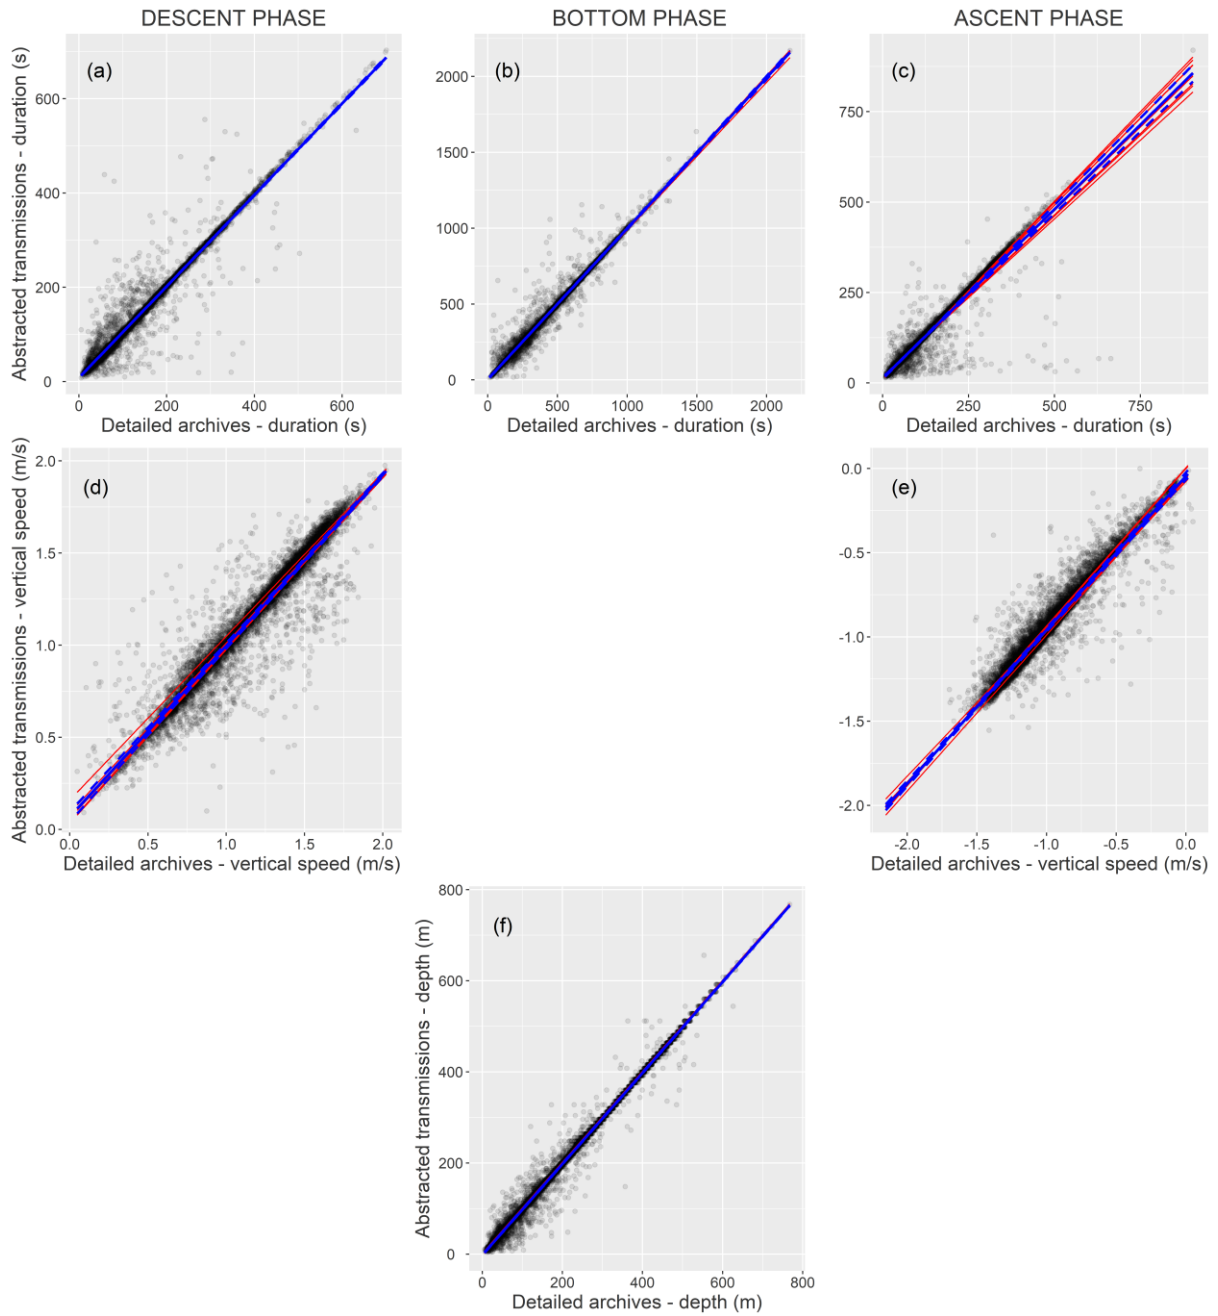 DESCENT PHASE BOTTOM PHASE ASCENT PHASE
Abstracted transmissions - duration (s)
(a)
600
400
200
0
0 200 400 600
Detailed archives - duration (s)
(b)
2000
1500
1000
500
0
0 500 1000 1500 2000
Detailed archives - duration (s)
(c)
750
500
250
0
0 250 500 750
Detailed archives - duration (s)
Abstracted transmissions - vertical speed (m/s)
(d)
2.0
1.5
1.0
0.5
0.0
0.0 0.5 1.0 1.5 2.0
Detailed archives - vertical speed (m/s)
(e)
0.0
-0.5
-1.0
-1.5
-2.0
-2.0 -1.5 -1.0 -0.5 0.0
Detailed archives - vertical speed (m/s)
Abstracted transmissions - depth (m)
(f)
800
600
400
200
0
0 200 400 600 800
Detailed archives - depth (m)